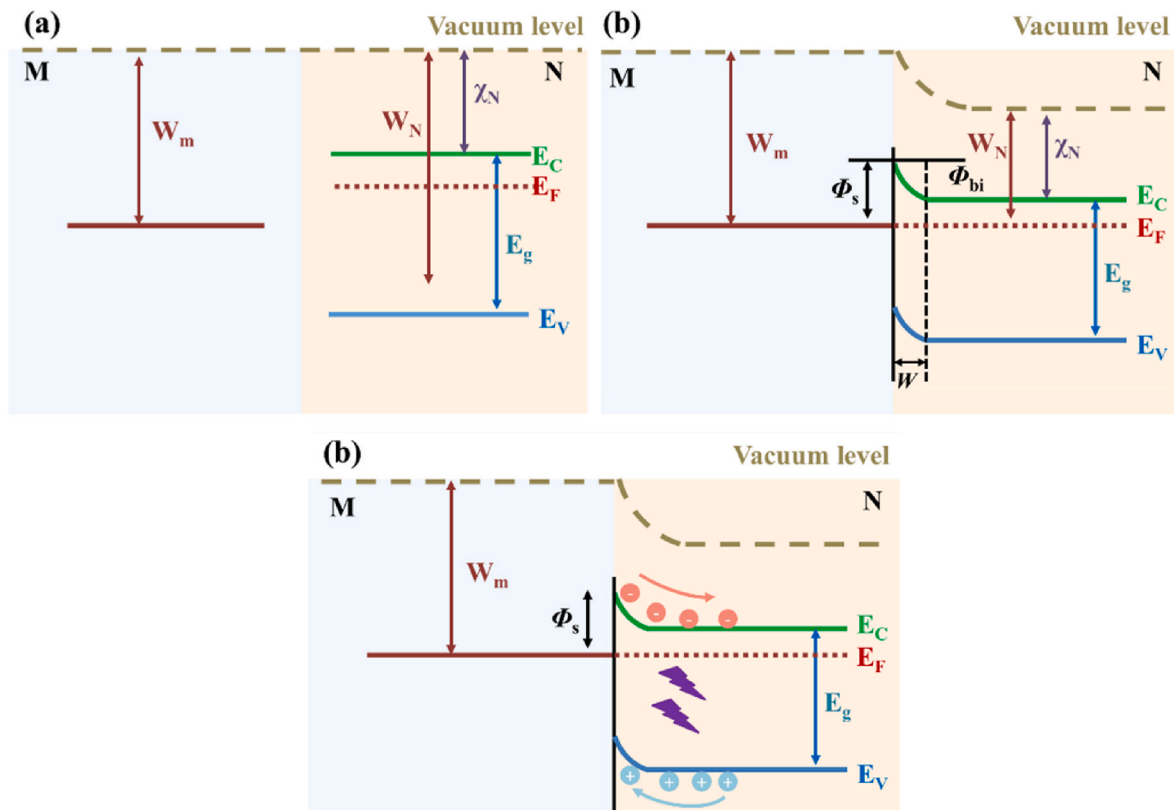 (a)
Vacuum level
M
N
W_m
W_N
χ_N
E_C
E_F
E_g
E_V
(b)
Vacuum level
M
N
W_m
W_N
χ_N
Φ_s
Φ_bi
E_C
E_F
E_g
E_V
W
(b)
Vacuum level
M
N
W_m
Φ_s
- - - -
E_C
E_F
E_g
E_V
+ + + +